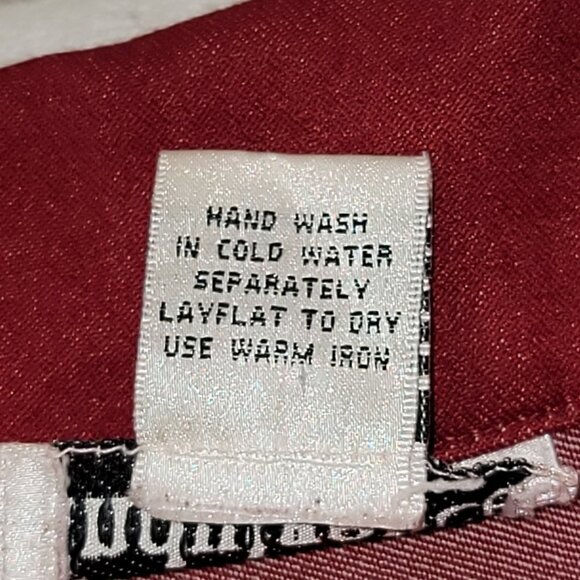 HAND WASH
IN COLD WATER
SEPARATELY
LAYFLAT TO DRY
USE WARM IRON